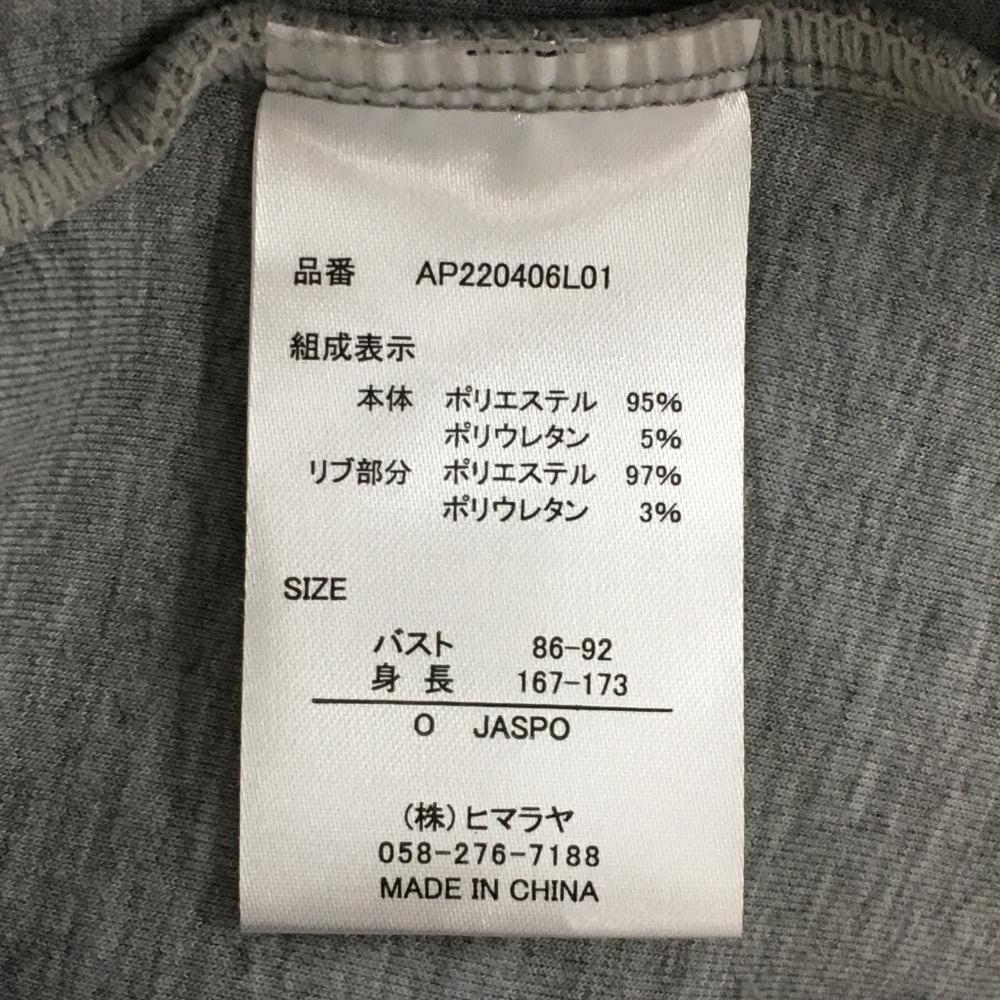 品番 AP220406L01
組成表示
本体 ポリエステル 95%
ポリウレタン 5%
リブ部分 ポリエステル 97%
ポリウレタン 3%
SIZE
バスト 86-92
身長 167-173
O JASPO
(株)ヒマラヤ
058-276-7188
MADE IN CHINA